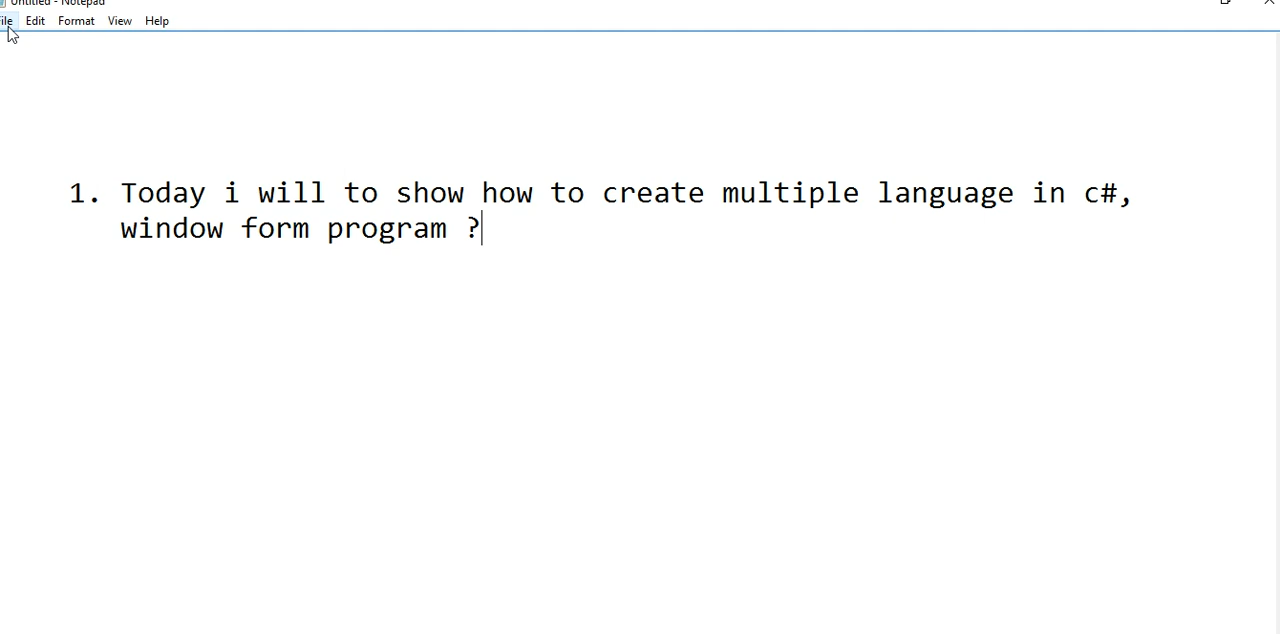 Untitled - Notepad
File Edit Format View Help
1. Today i will to show how to create multiple language in c#,
window form program ?